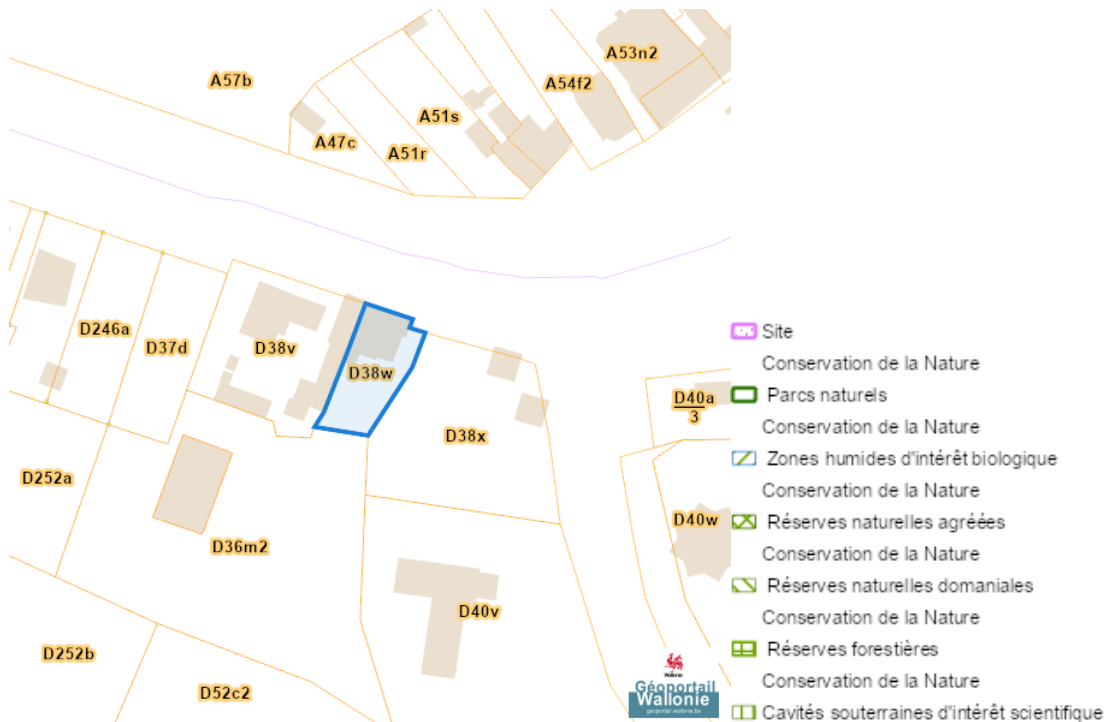 A53n2
A57b
A54f2
A51s
A47c
A51r
D246a
D37d
D38v
D38w
D38x
D40a
3
D252a
D36m2
D40w
D40v
D252b
D52c2
Wallonie
Géoportail
Wallonie
geoportail.wallonie.be
Site
Conservation de la Nature
Parcs naturels
Conservation de la Nature
Zones humides d'intérêt biologique
Conservation de la Nature
Réserves naturelles agréées
Conservation de la Nature
Réserves naturelles domaniales
Conservation de la Nature
Réserves forestières
Conservation de la Nature
Cavités souterraines d'intérêt scientifique